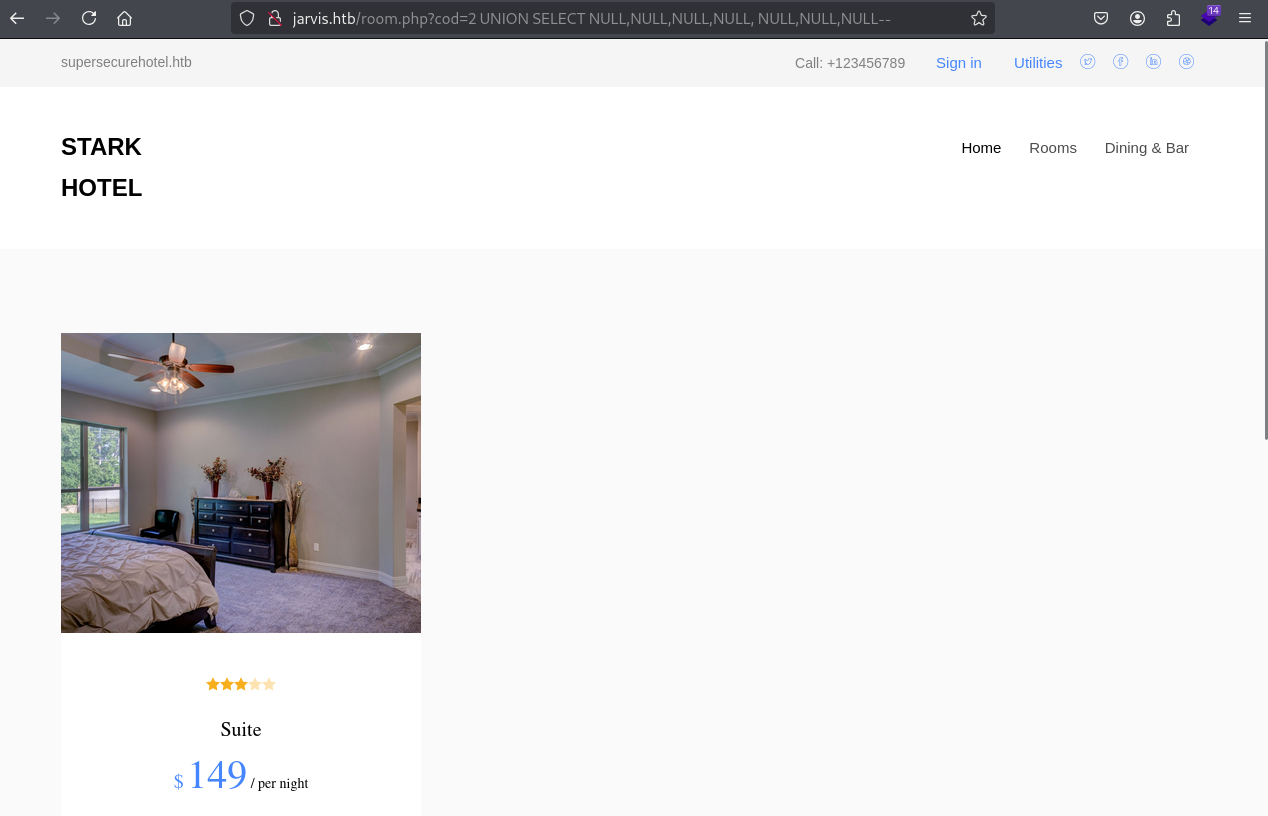 14
jarvis.htb/room.php?cod=2 UNION SELECT NULL,NULL,NULL,NULL, NULL,NULL,NULL--
supersecurehotel.htb
Call: +123456789
Sign in
Utilities
STARK
HOTEL
Home
Rooms
Dining & Bar
Suite
$ 149 / per night